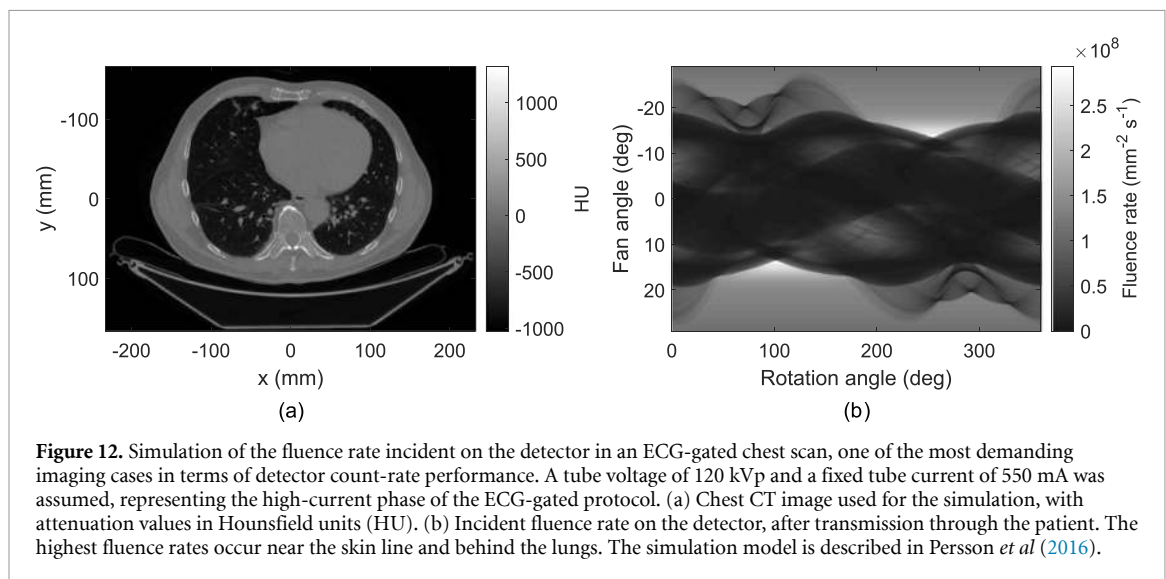 ×10⁸
-100
0
100
y (mm)
-200
-100
0
100
200
x (mm)
1000
500
0
-500
-1000
HU
(a)
-20
-10
0
10
20
Fan angle (deg)
0
100
200
300
Rotation angle (deg)
2.5
2
1.5
1
0.5
0
Fluence rate (mm⁻² s⁻¹)
(b)
Figure 12. Simulation of the fluence rate incident on the detector in an ECG-gated chest scan, one of the most demanding
imaging cases in terms of detector count-rate performance. A tube voltage of 120 kVp and a fixed tube current of 550 mA was
assumed, representing the high-current phase of the ECG-gated protocol. (a) Chest CT image used for the simulation, with
attenuation values in Hounsfield units (HU). (b) Incident fluence rate on the detector, after transmission through the patient. The
highest fluence rates occur near the skin line and behind the lungs. The simulation model is described in Persson et al (2016).